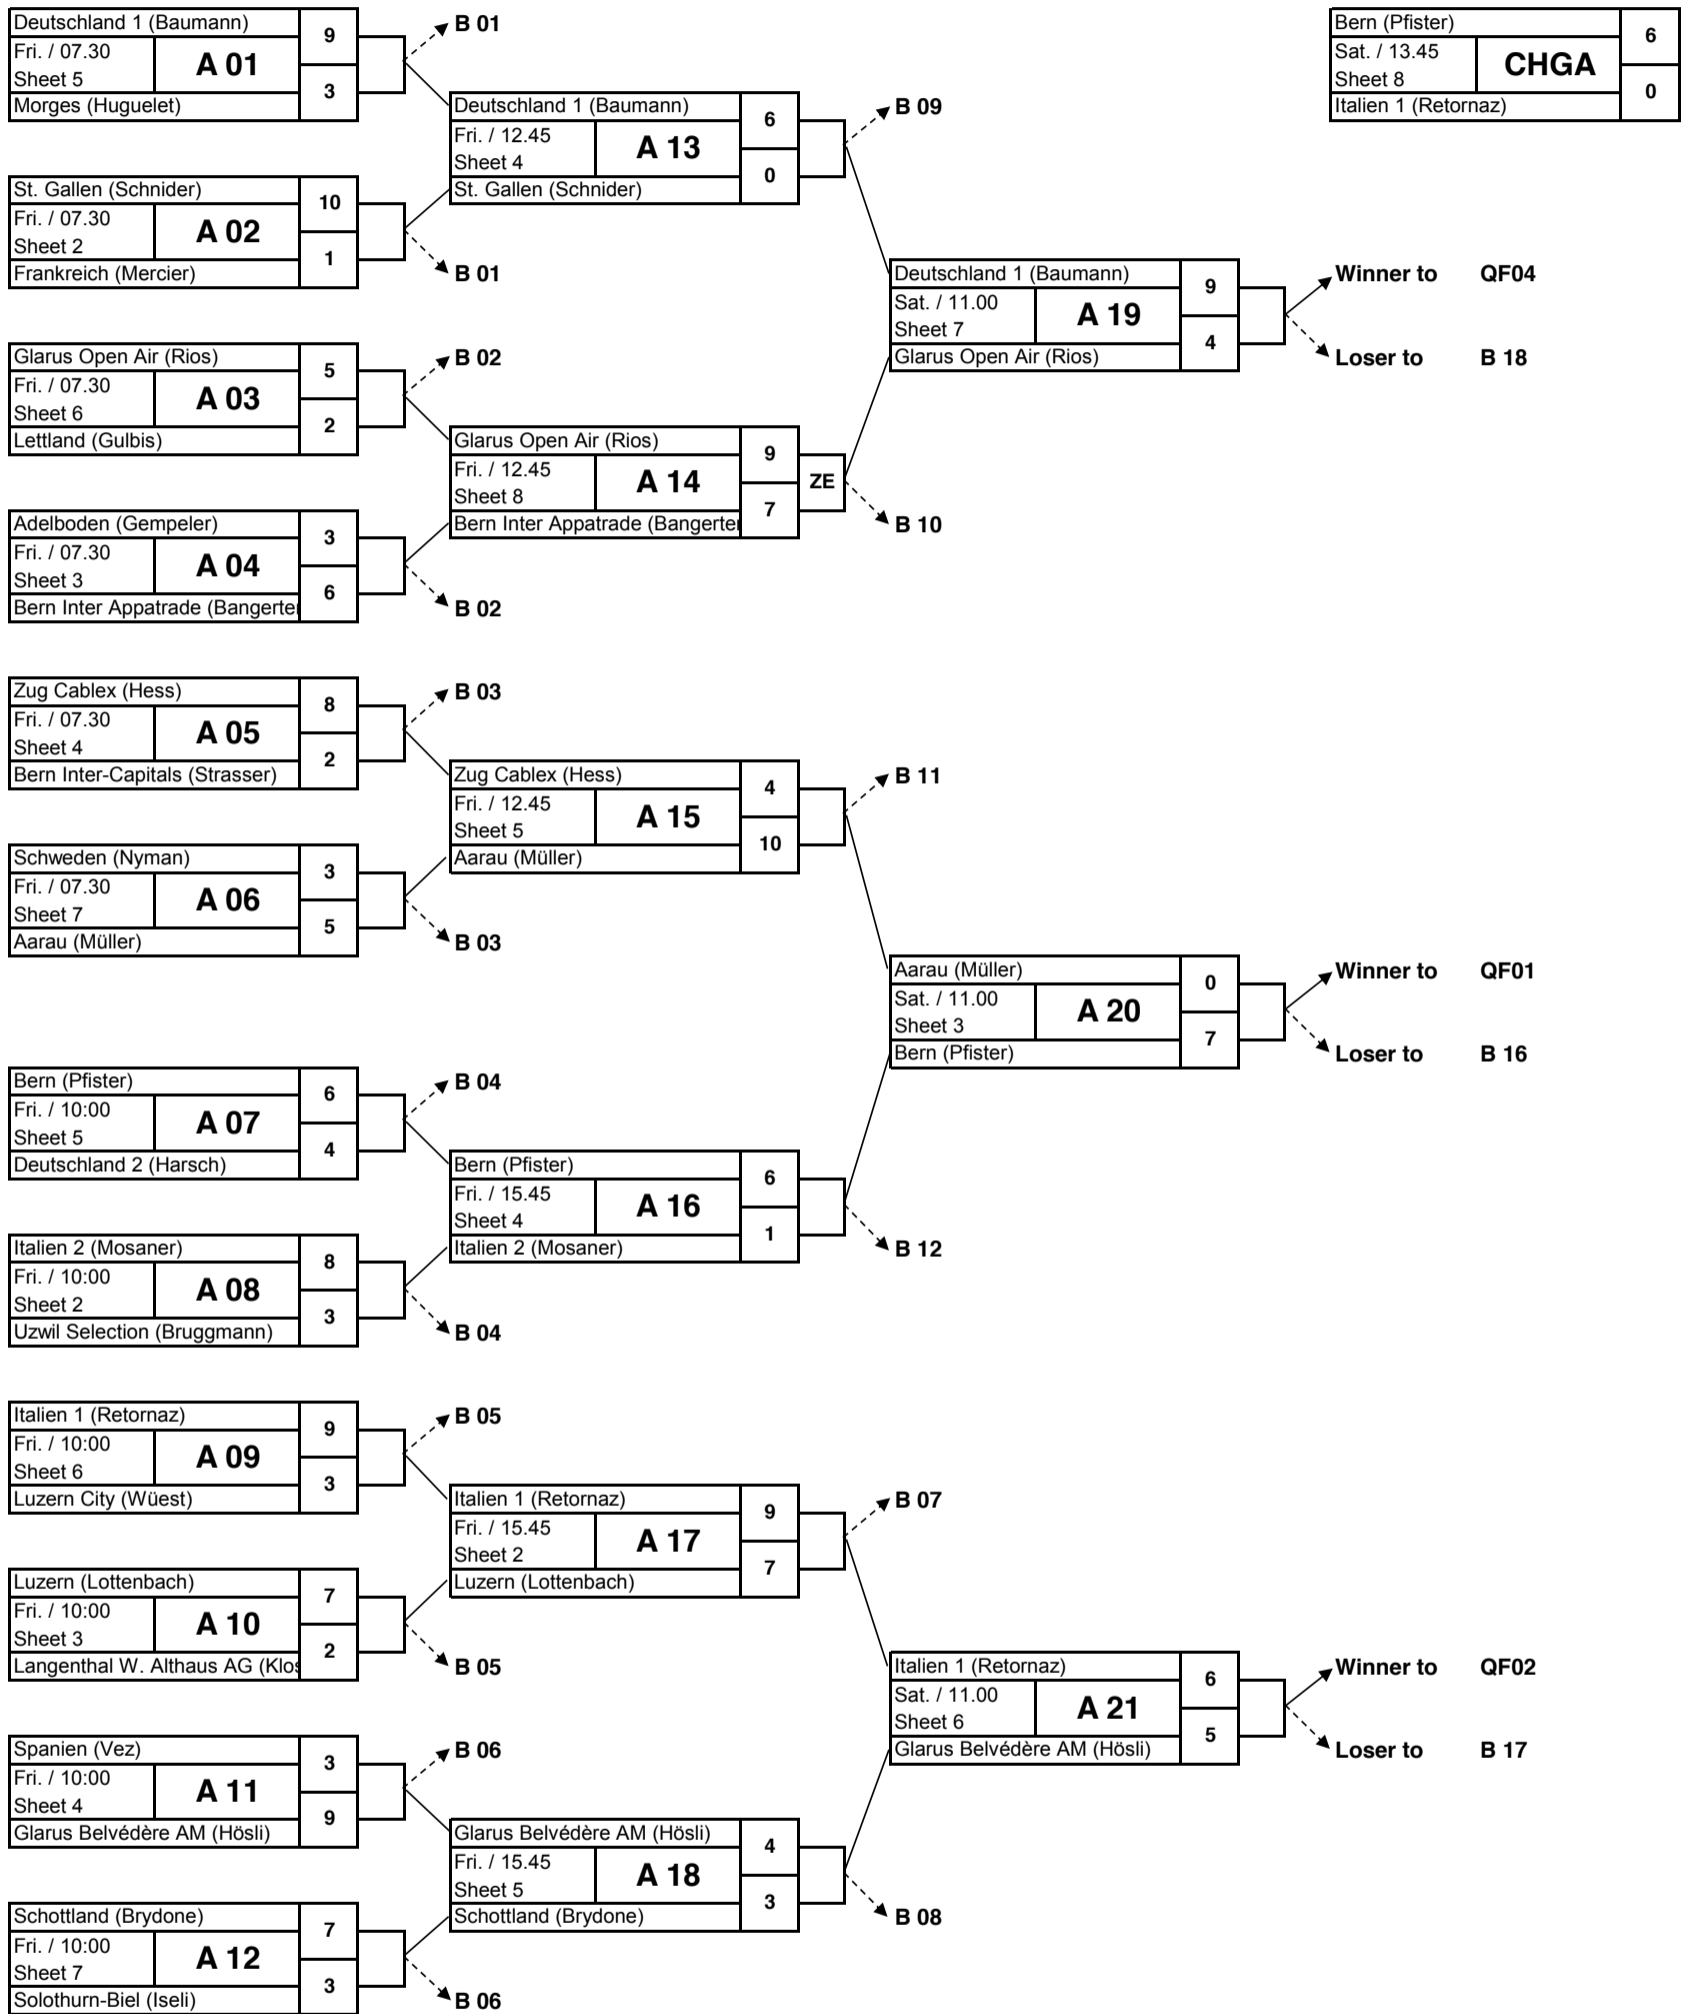 Deutschland 1 (Baumann)
9
Fri. / 07.30
Sheet 5
A 01
3
Morges (Huguelet)
B 01
St. Gallen (Schnider)
10
Fri. / 07.30
Sheet 2
A 02
1
Frankreich (Mercier)
B 01
Glarus Open Air (Rios)
5
Fri. / 07.30
Sheet 6
A 03
2
Lettland (Gulbis)
B 02
Adelboden (Gempeler)
3
Fri. / 07.30
Sheet 3
A 04
6
Bern Inter Appatrade (Bangerter
B 02
Zug Cablex (Hess)
8
Fri. / 07.30
Sheet 4
A 05
2
Bern Inter-Capitals (Strasser)
B 03
Schweden (Nyman)
3
Fri. / 07.30
Sheet 7
A 06
5
Aarau (Müller)
B 03
Bern (Pfister)
6
Fri. / 10:00
Sheet 5
A 07
4
Deutschland 2 (Harsch)
B 04
Italien 2 (Mosaner)
8
Fri. / 10:00
Sheet 2
A 08
3
Uzwil Selection (Bruggmann)
B 04
Italien 1 (Retornaz)
9
Fri. / 10:00
Sheet 6
A 09
3
Luzern City (Wüest)
B 05
Luzern (Lottenbach)
7
Fri. / 10:00
Sheet 3
A 10
2
Langenthal W. Althaus AG (Klos
B 05
Spanien (Vez)
3
Fri. / 10:00
Sheet 4
A 11
9
Glarus Belvédère AM (Hösli)
B 06
Schottland (Brydone)
7
Fri. / 10:00
Sheet 7
A 12
3
Solothurn-Biel (Iseli)
B 06
Deutschland 1 (Baumann)
6
Fri. / 12.45
Sheet 4
A 13
0
St. Gallen (Schnider)
B 09
Glarus Open Air (Rios)
9
Fri. / 12.45
Sheet 8
A 14
7
ZE
Bern Inter Appatrade (Bangerter
B 10
Zug Cablex (Hess)
4
Fri. / 12.45
Sheet 5
A 15
10
Aarau (Müller)
B 11
Bern (Pfister)
6
Fri. / 15.45
Sheet 4
A 16
1
Italien 2 (Mosaner)
B 12
Italien 1 (Retornaz)
9
Fri. / 15.45
Sheet 2
A 17
7
Luzern (Lottenbach)
B 07
Glarus Belvédère AM (Hösli)
4
Fri. / 15.45
Sheet 5
A 18
3
Schottland (Brydone)
B 08
Deutschland 1 (Baumann)
9
Sat. / 11.00
Sheet 7
A 19
4
Glarus Open Air (Rios)
Winner to QF04
Loser to B 18
Aarau (Müller)
0
Sat. / 11.00
Sheet 3
A 20
7
Bern (Pfister)
Winner to QF01
Loser to B 16
Italien 1 (Retornaz)
6
Sat. / 11.00
Sheet 6
A 21
5
Glarus Belvédère AM (Hösli)
Winner to QF02
Loser to B 17
Bern (Pfister)
6
Sat. / 13.45
Sheet 8
CHGA
0
Italien 1 (Retornaz)